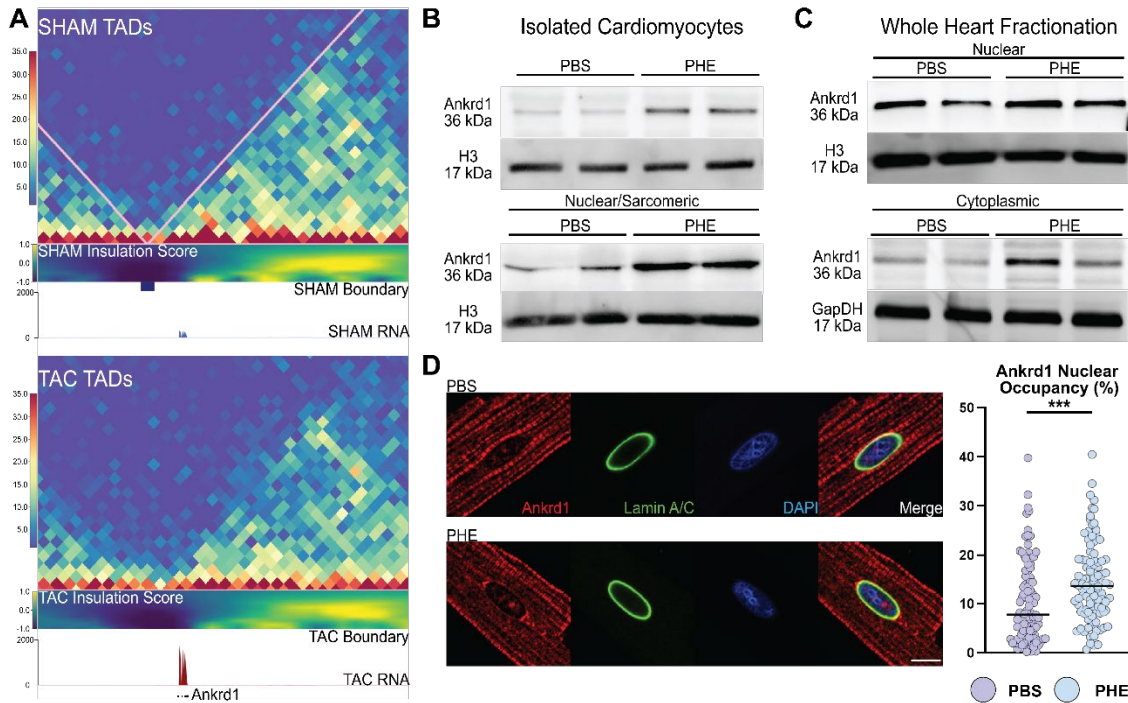 A
SHAM TADs
35.0
30.0
25.0
20.0
15.0
10.0
5.0
1.0
0.0
-1.0
SHAM Insulation Score
SHAM Boundary
2000
0
SHAM RNA
TAC TADs
35.0
30.0
25.0
20.0
15.0
10.0
5.0
1.0
0.0
-1.0
TAC Insulation Score
TAC Boundary
2000
0
TAC RNA
Ankrd1
B
Isolated Cardiomyocytes
PBS PHE
Ankrd1
36 kDa
H3
17 kDa
Nuclear/Sarcomeric
PBS PHE
Ankrd1
36 kDa
H3
17 kDa
C
Whole Heart Fractionation
Nuclear
PBS PHE
Ankrd1
36 kDa
H3
17 kDa
Cytoplasmic
PBS PHE
Ankrd1
36 kDa
GapDH
17 kDa
D
PBS
Ankrd1 Lamin A/C DAPI Merge
PHE
Ankrd1 Nuclear
Occupancy (%)
***
50
40
30
20
10
0
PBS PHE